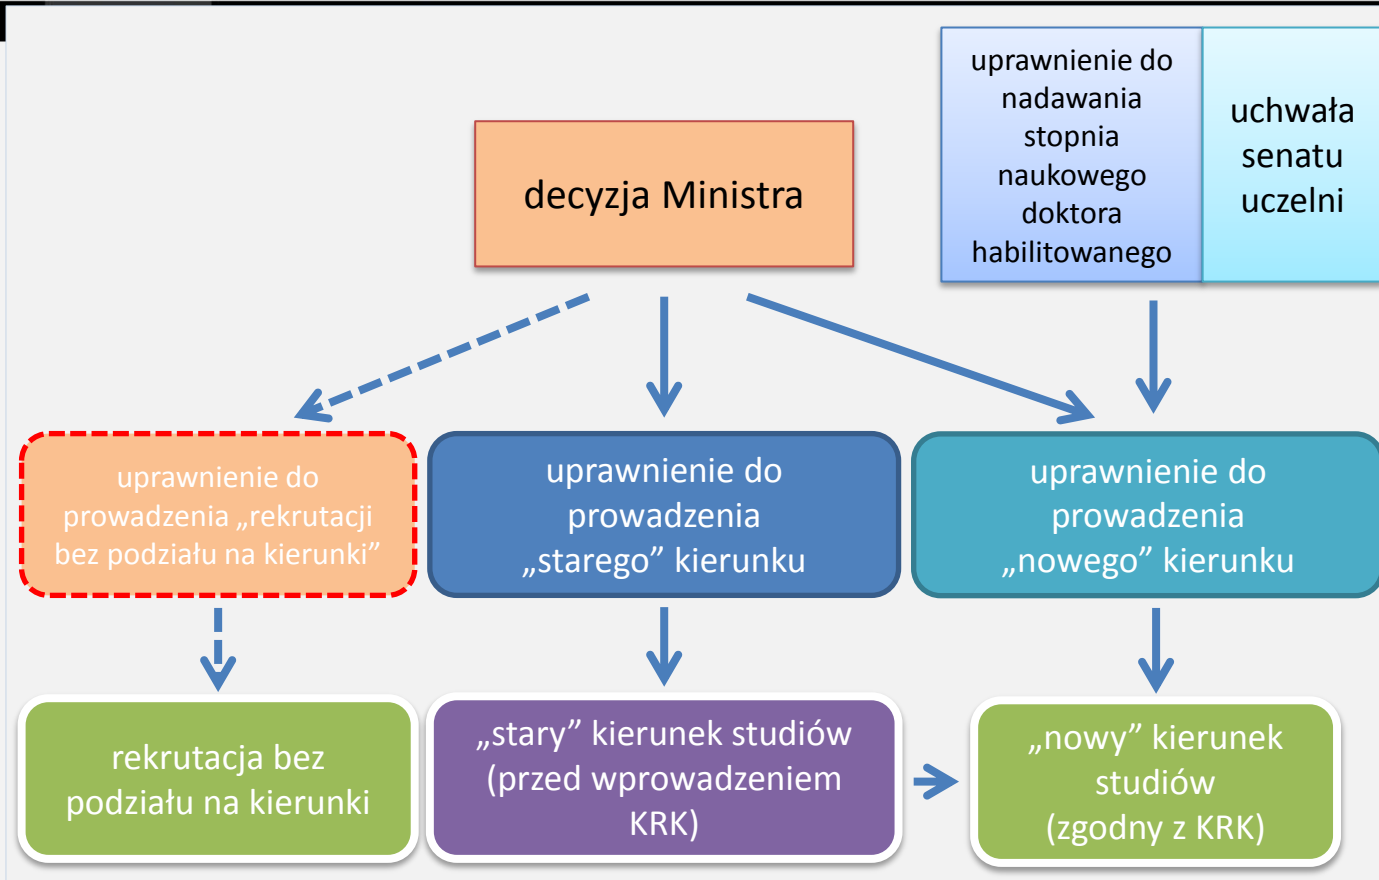 decyzja Ministra
uprawnienie do
nadawania
stopnia
naukowego
doktora
habilitowanego
uchwała
senatu
uczelni
uprawnienie do
prowadzenia „rekrutacji
bez podziału na kierunki”
uprawnienie do
prowadzenia
„starego” kierunku
uprawnienie do
prowadzenia
„nowego” kierunku
rekrutacja bez
podziału na kierunki
„stary” kierunek studiów
(przed wprowadzeniem
KRK)
„nowy” kierunek
studiów
(zgodny z KRK)